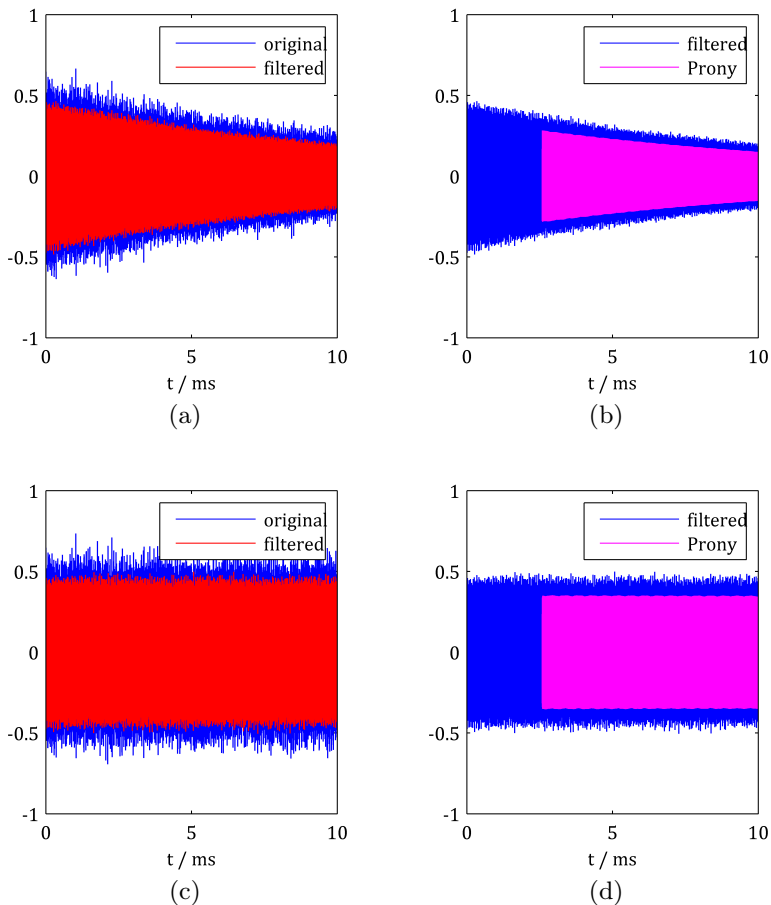 1
0.5
0
-0.5
-1
0 5 10
t / ms
original
filtered
(a)
1
0.5
0
-0.5
-1
0 5 10
t / ms
filtered
Prony
(b)
1
0.5
0
-0.5
-1
0 5 10
t / ms
original
filtered
(c)
1
0.5
0
-0.5
-1
0 5 10
t / ms
filtered
Prony
(d)